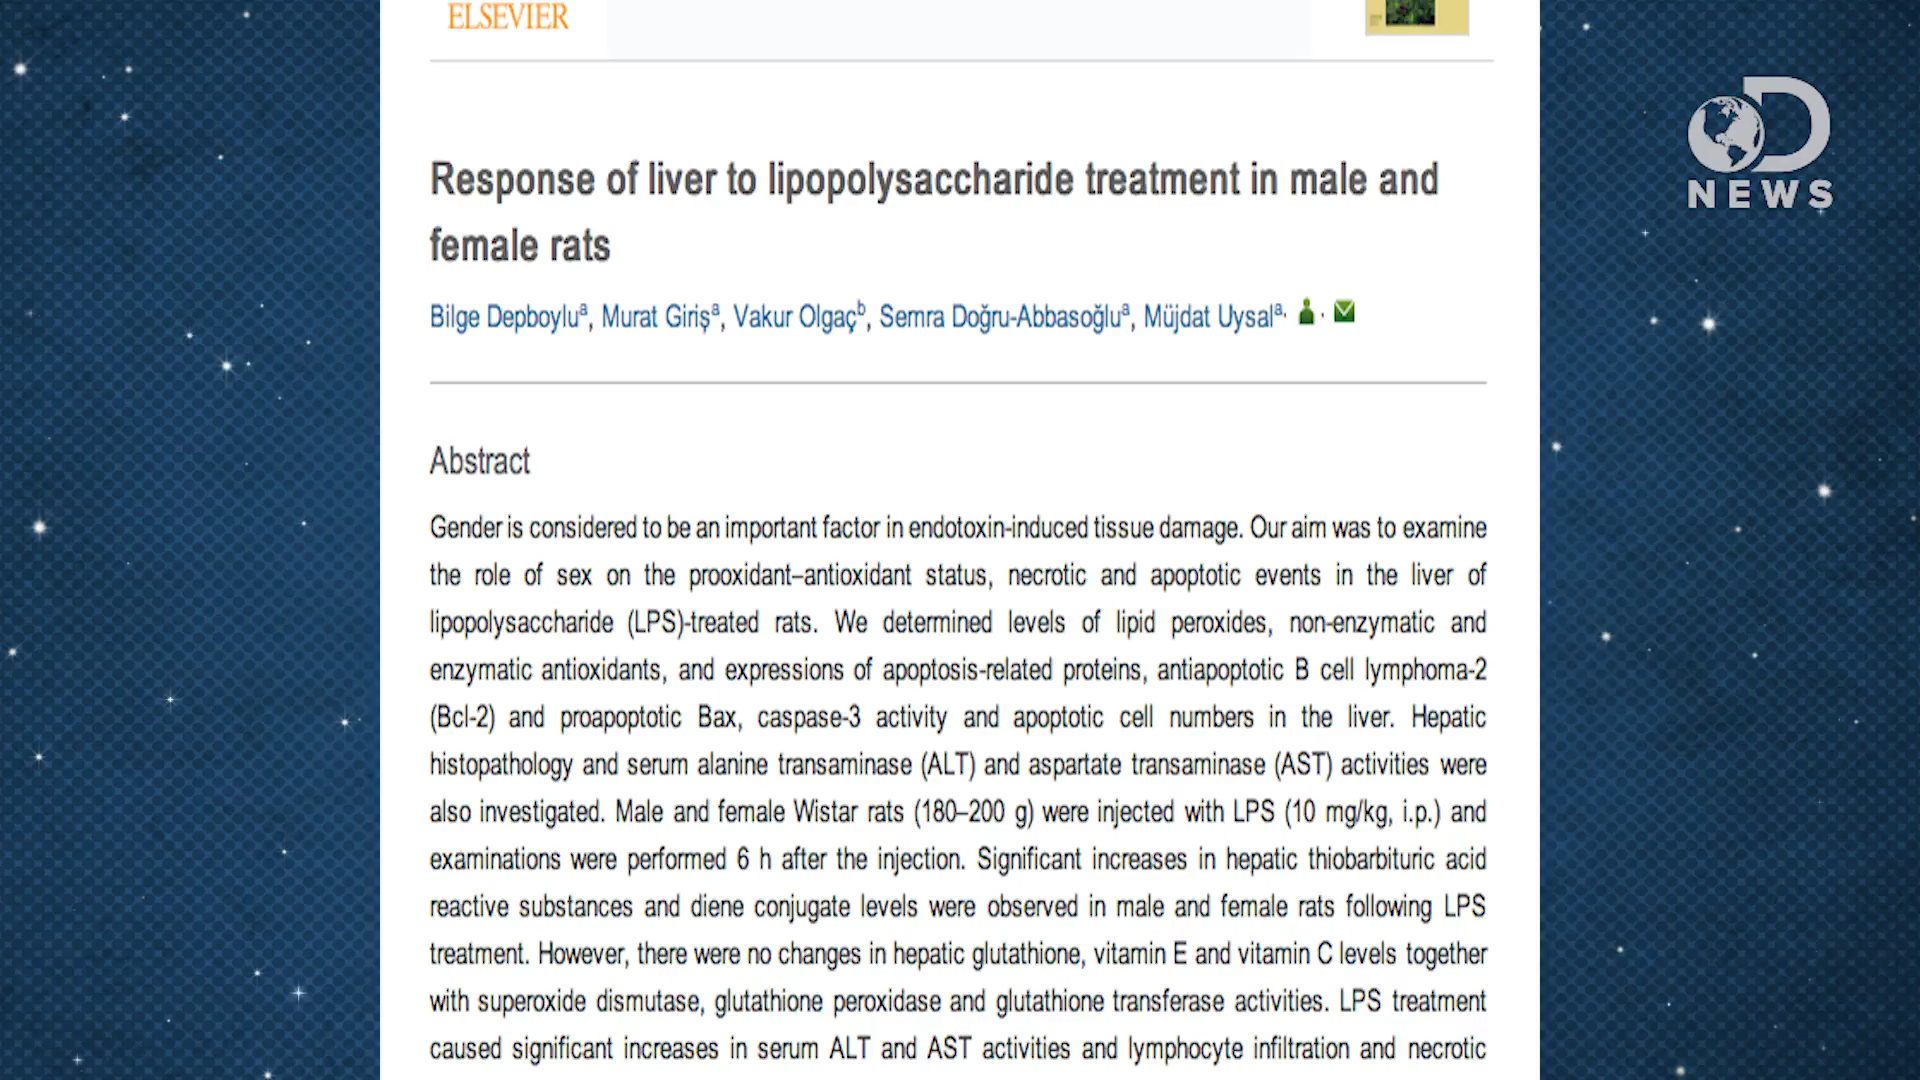 ELSEVIER
D
NEWS
Response of liver to lipopolysaccharide treatment in male and
female rats
Bilge Depboyluᵃ, Murat Girişᵃ, Vakur Olgaçᵇ, Semra Doğru-Abbasoğluᵃ, Müjdat Uysalᵃ,
Abstract
Gender is considered to be an important factor in endotoxin-induced tissue damage. Our aim was to examine
the role of sex on the prooxidant–antioxidant status, necrotic and apoptotic events in the liver of
lipopolysaccharide (LPS)-treated rats. We determined levels of lipid peroxides, non-enzymatic and
enzymatic antioxidants, and expressions of apoptosis-related proteins, antiapoptotic B cell lymphoma-2
(Bcl-2) and proapoptotic Bax, caspase-3 activity and apoptotic cell numbers in the liver. Hepatic
histopathology and serum alanine transaminase (ALT) and aspartate transaminase (AST) activities were
also investigated. Male and female Wistar rats (180–200 g) were injected with LPS (10 mg/kg, i.p.) and
examinations were performed 6 h after the injection. Significant increases in hepatic thiobarbituric acid
reactive substances and diene conjugate levels were observed in male and female rats following LPS
treatment. However, there were no changes in hepatic glutathione, vitamin E and vitamin C levels together
with superoxide dismutase, glutathione peroxidase and glutathione transferase activities. LPS treatment
caused significant increases in serum ALT and AST activities and lymphocyte infiltration and necrotic